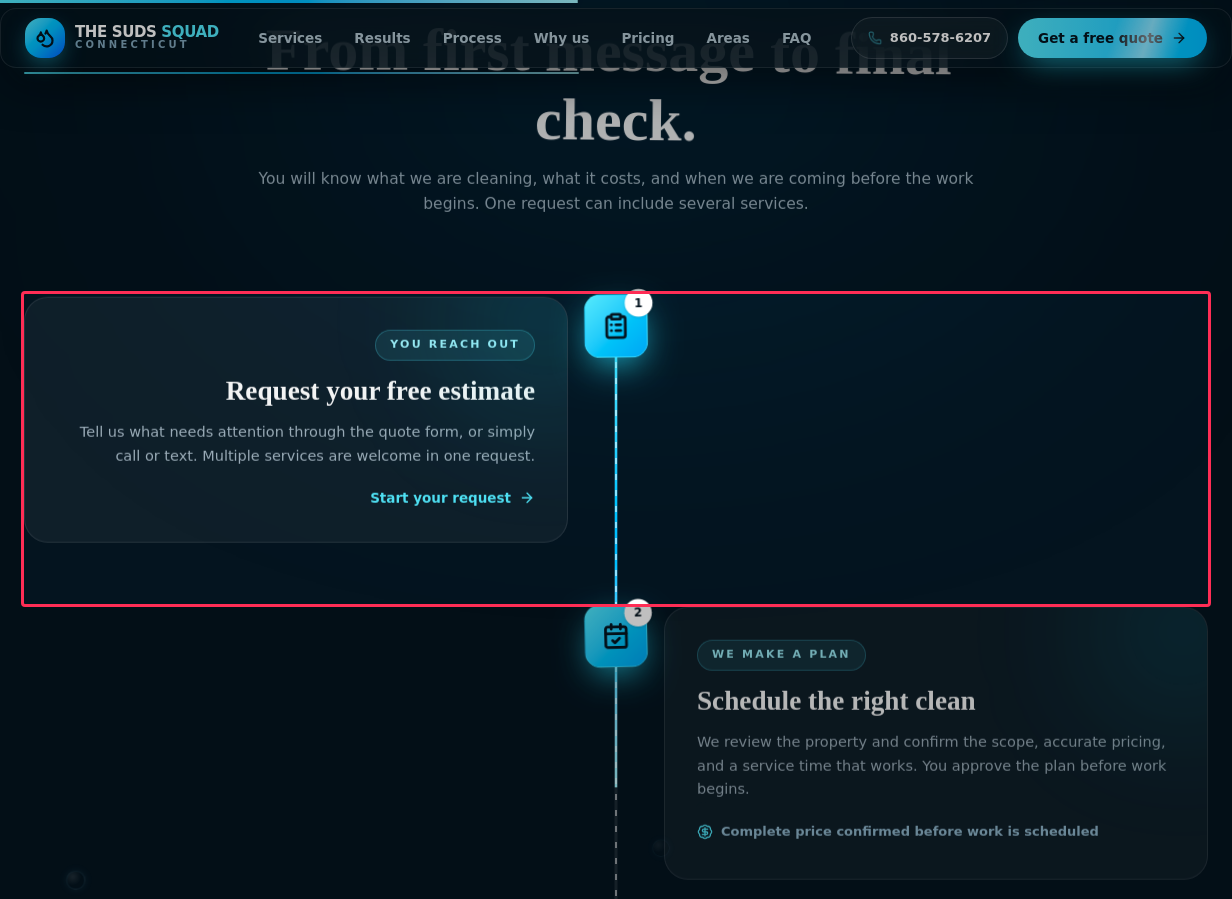 THE SUDS SQUAD
CONNECTICUT
Services
Results
Process
Why us
Pricing
Areas
FAQ
860-578-6207
Get a free quote
From first message to final
check.
You will know what we are cleaning, what it costs, and when we are coming before the work
begins. One request can include several services.
1
YOU REACH OUT
Request your free estimate
Tell us what needs attention through the quote form, or simply
call or text. Multiple services are welcome in one request.
Start your request
2
WE MAKE A PLAN
Schedule the right clean
We review the property and confirm the scope, accurate pricing,
and a service time that works. You approve the plan before work
begins.
Complete price confirmed before work is scheduled